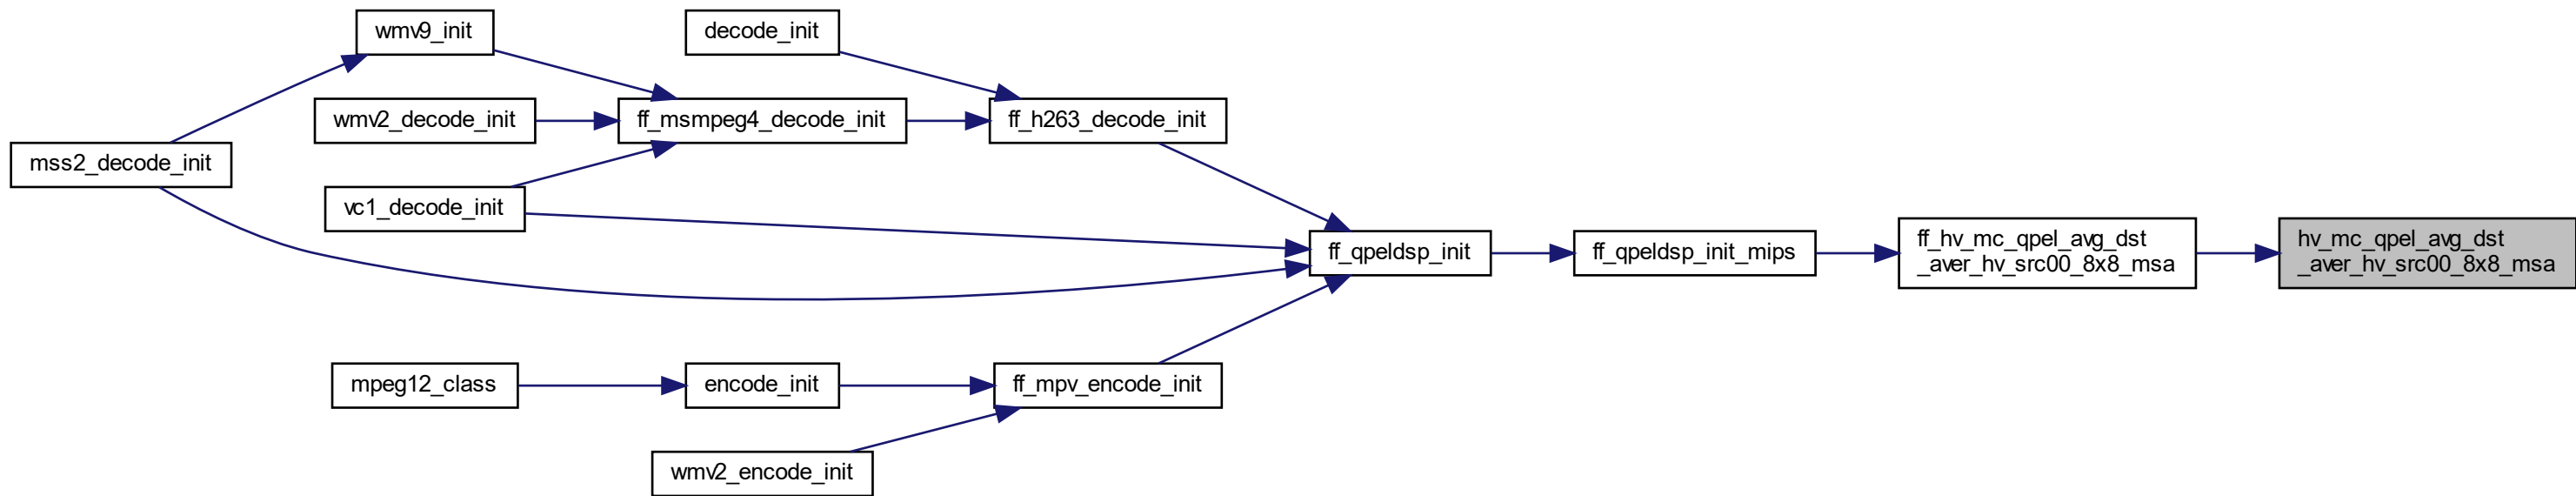 wmv9_init
decode_init
wmv2_decode_init
ff_msmpeg4_decode_init
ff_h263_decode_init
mss2_decode_init
vc1_decode_init
ff_qpeldsp_init
ff_qpeldsp_init_mips
ff_hv_mc_qpel_avg_dst
_aver_hv_src00_8x8_msa
hv_mc_qpel_avg_dst
_aver_hv_src00_8x8_msa
mpeg12_class
encode_init
ff_mpv_encode_init
wmv2_encode_init